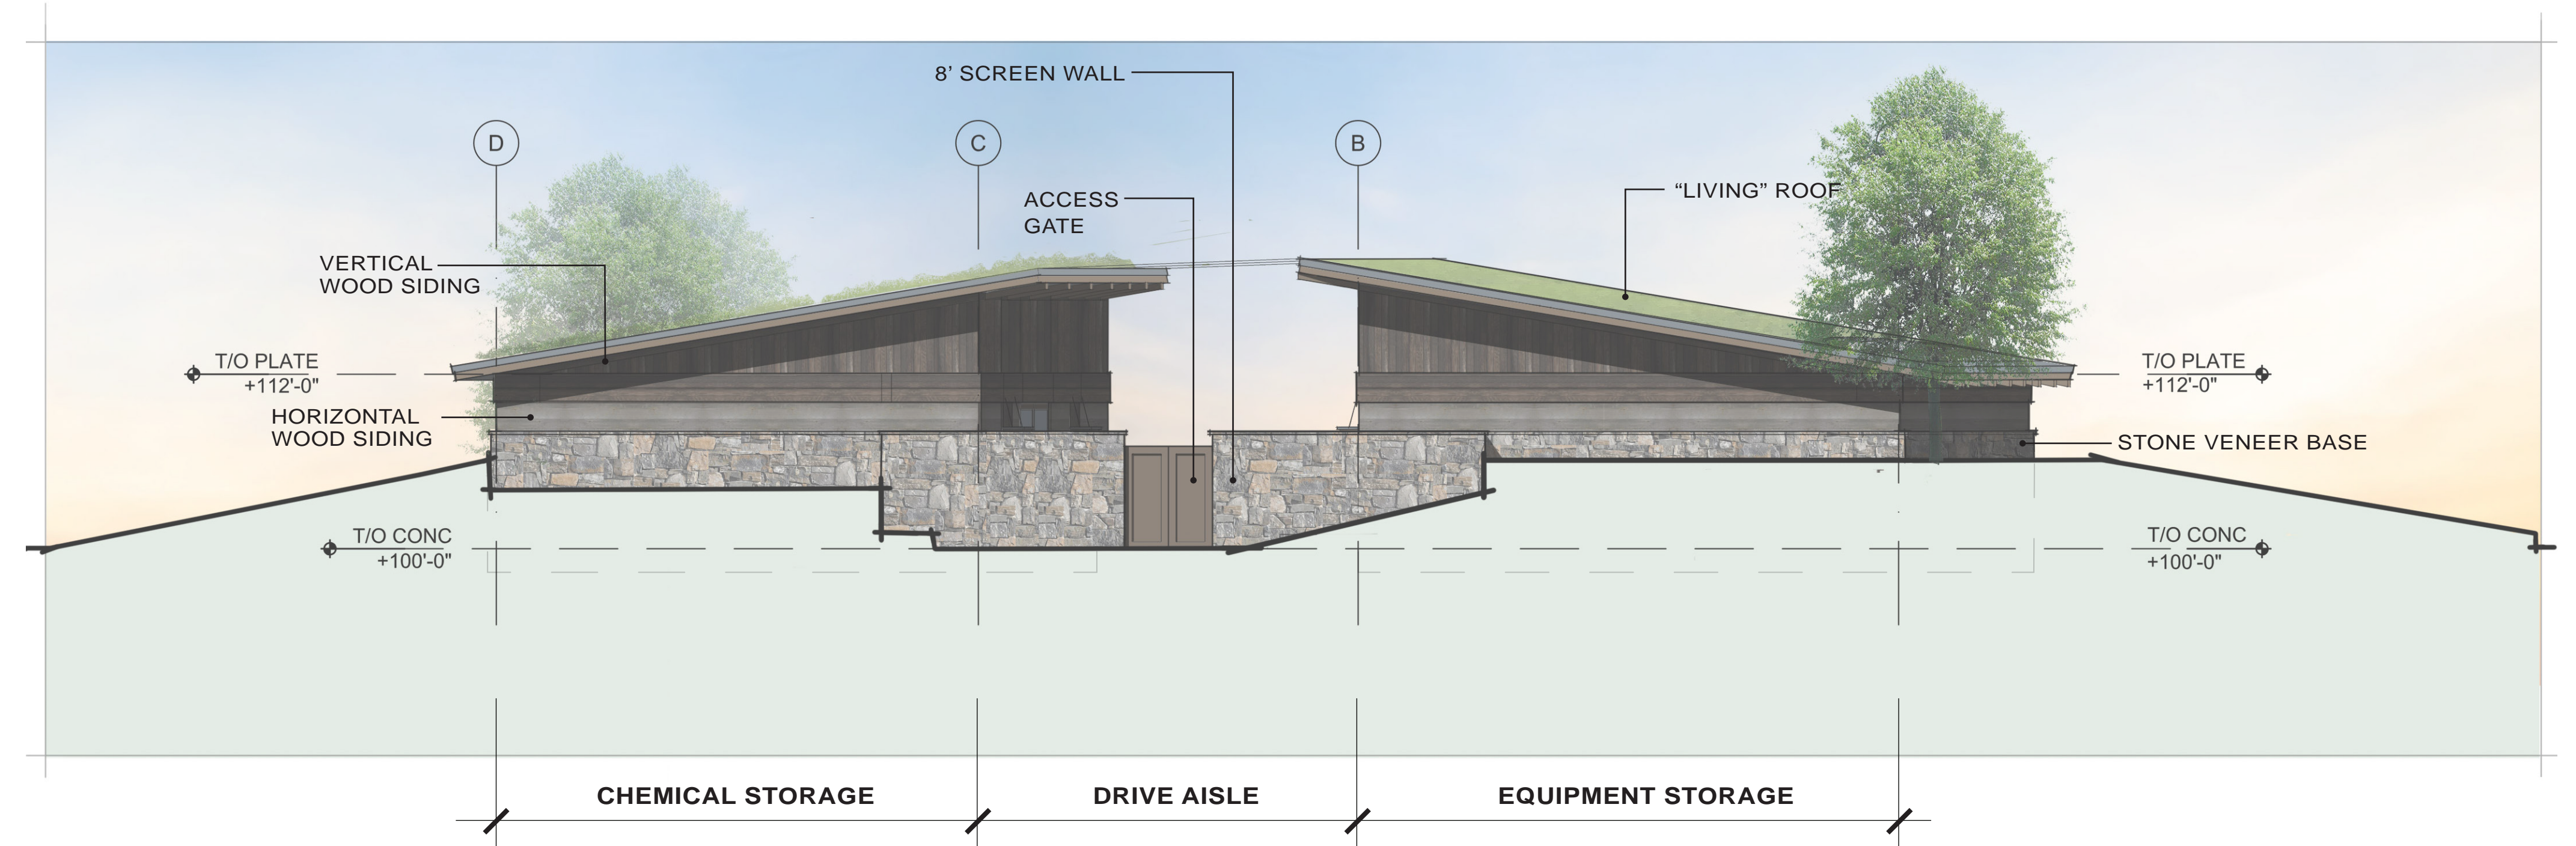 8’ SCREEN WALL
D
C
B
ACCESS
GATE
“LIVING” ROOF
VERTICAL
WOOD SIDING
T/O PLATE
+112'-0"
T/O PLATE
+112'-0"
HORIZONTAL
WOOD SIDING
STONE VENEER BASE
T/O CONC
+100'-0"
T/O CONC
+100'-0"
CHEMICAL STORAGE
DRIVE AISLE
EQUIPMENT STORAGE